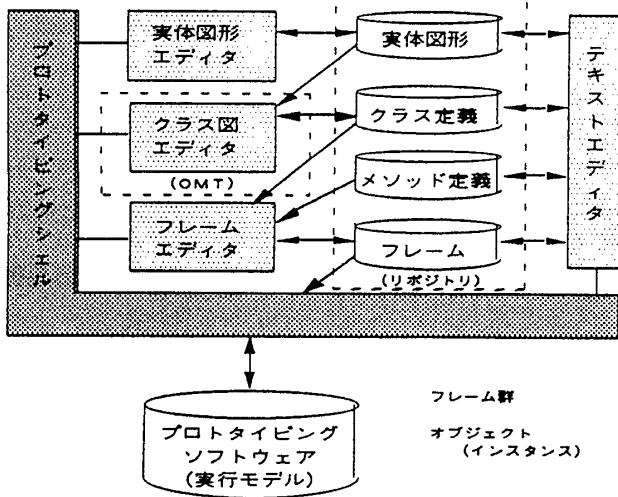 プロトタイピングシェル
実体図形
エディタ
クラス図
エディタ
(OMT)
フレーム
エディタ
実体図形
クラス定義
メソッド定義
フレーム
(リポジトリ)
テキストエディタ
プロトタイピング
ソフトウェア
(実行モデル)
フレーム群
オブジェクト
(インスタンス)